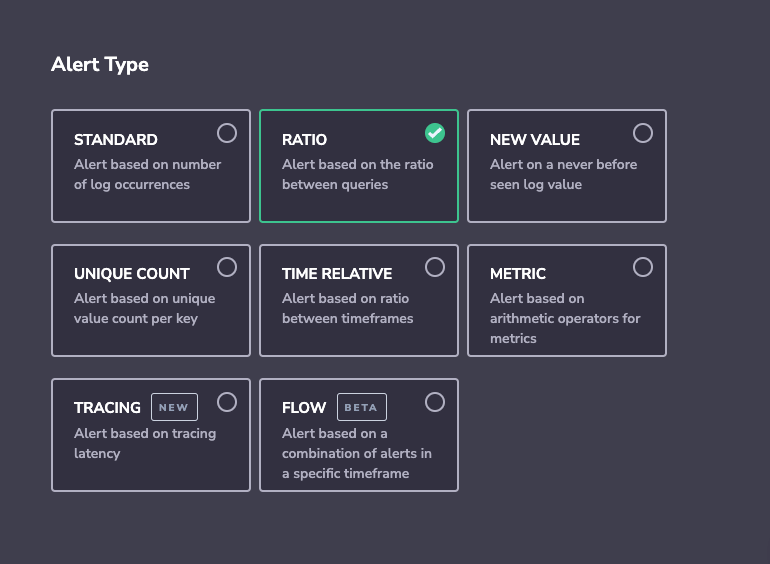 Alert Type
STANDARD
Alert based on number
of log occurrences
RATIO
Alert based on the ratio
between queries
NEW VALUE
Alert on a never before
seen log value
UNIQUE COUNT
Alert based on unique
value count per key
TIME RELATIVE
Alert based on ratio
between timeframes
METRIC
Alert based on
arithmetic operators for
metrics
TRACING NEW
Alert based on tracing
latency
FLOW BETA
Alert based on a
combination of alerts in
a specific timeframe